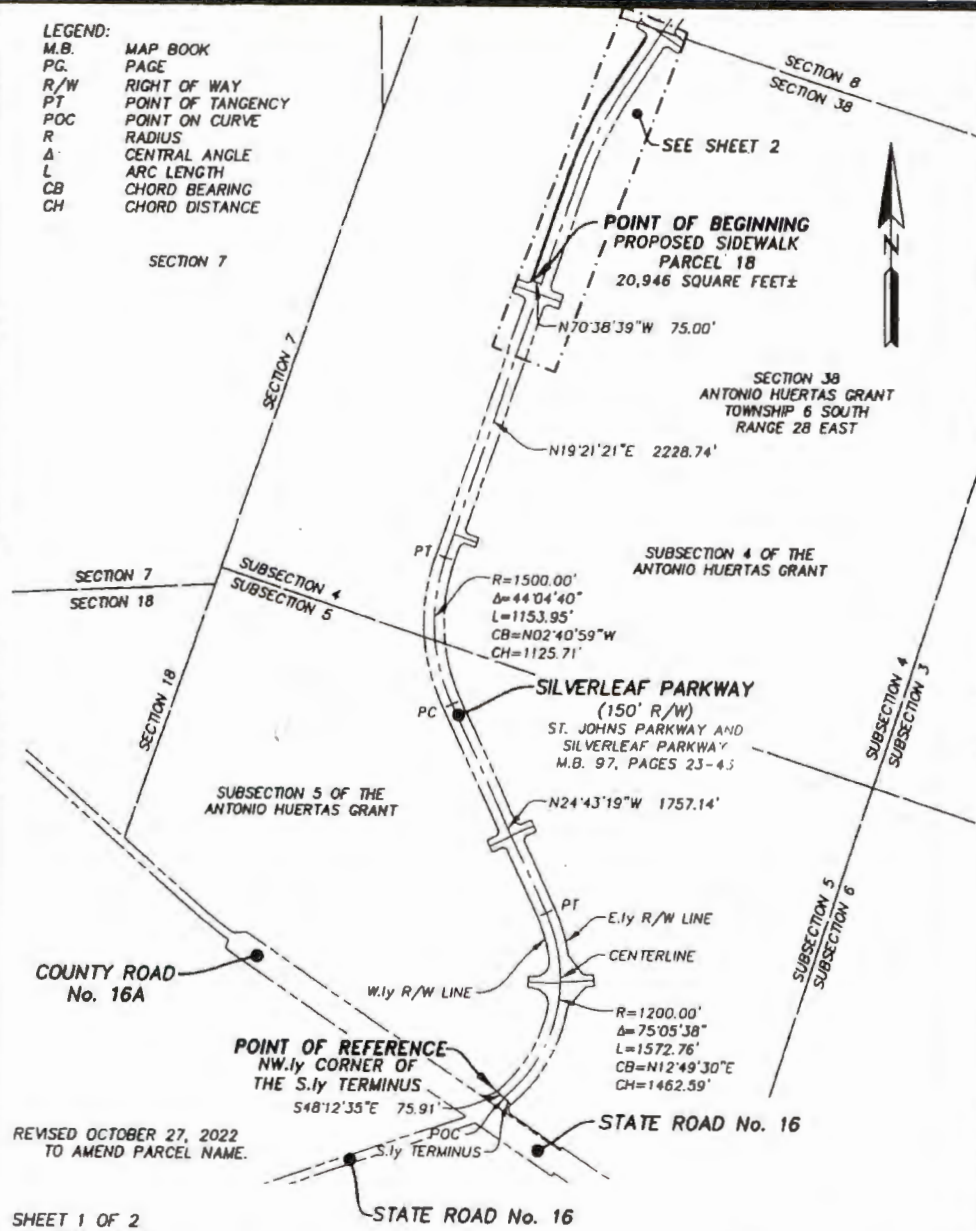 LEGEND:
M.B. MAP BOOK
PG. PAGE
R/W RIGHT OF WAY
PT POINT OF TANGENCY
POC POINT ON CURVE
R RADIUS
Δ CENTRAL ANGLE
L ARC LENGTH
CB CHORD BEARING
CH CHORD DISTANCE
SECTION 8
SECTION 38
SEE SHEET 2
N
SECTION 7
POINT OF BEGINNING
PROPOSED SIDEWALK
PARCEL 18
20,946 SQUARE FEET±
N70°38'39"W 75.00'
SECTION 7
SECTION 38
ANTONIO HUERTAS GRANT
TOWNSHIP 6 SOUTH
RANGE 28 EAST
N19°21'21"E 2228.74'
PT
SUBSECTION 4 OF THE
ANTONIO HUERTAS GRANT
SECTION 7
SECTION 18
SUBSECTION 4
SUBSECTION 5
R=1500.00'
Δ=44°04'40"
L=1153.95'
CB=N02°40'59"W
CH=1125.71'
SECTION 18
PC
SILVERLEAF PARKWAY
(150' R/W)
ST. JOHNS PARKWAY AND
SILVERLEAF PARKWAY
M.B. 97, PAGES 23-43
SUBSECTION 4
SUBSECTION 3
SUBSECTION 5 OF THE
ANTONIO HUERTAS GRANT
N24°43'19"W 1757.14'
PT
E.ly R/W LINE
CENTERLINE
SUBSECTION 5
SUBSECTION 6
COUNTY ROAD
No. 16A
W.ly R/W LINE
R=1200.00'
Δ=75°05'38"
L=1572.76'
CB=N12°49'30"E
CH=1462.59'
POINT OF REFERENCE
NW.ly CORNER OF
THE S.ly TERMINUS
S48°12'35"E 75.91'
POC
S.ly TERMINUS
STATE ROAD No. 16
REVISED OCTOBER 27, 2022
TO AMEND PARCEL NAME.
SHEET 1 OF 2
STATE ROAD No. 16